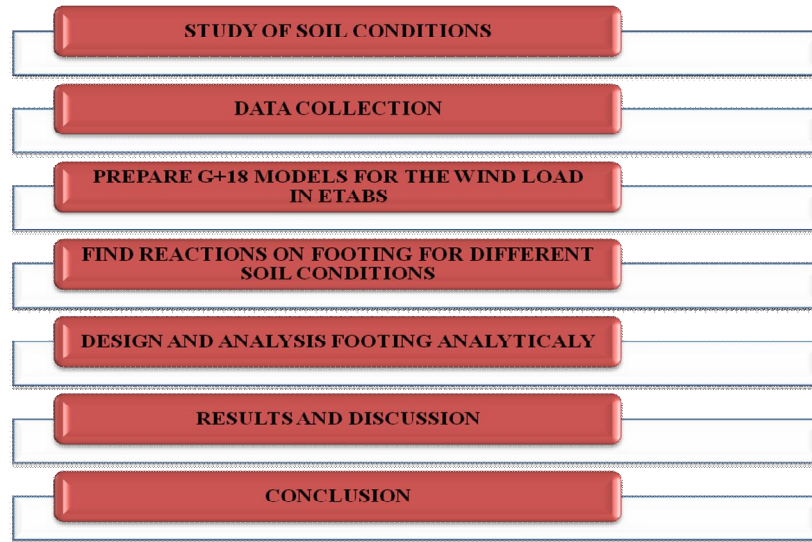 STUDY OF SOIL CONDITIONS
DATA COLLECTION
PREPARE G+18 MODELS FOR THE WIND LOAD
IN ETABS
FIND REACTIONS ON FOOTING FOR DIFFERENT
SOIL CONDITIONS
DESIGN AND ANALYSIS FOOTING ANALYTICALY
RESULTS AND DISCUSSION
CONCLUSION